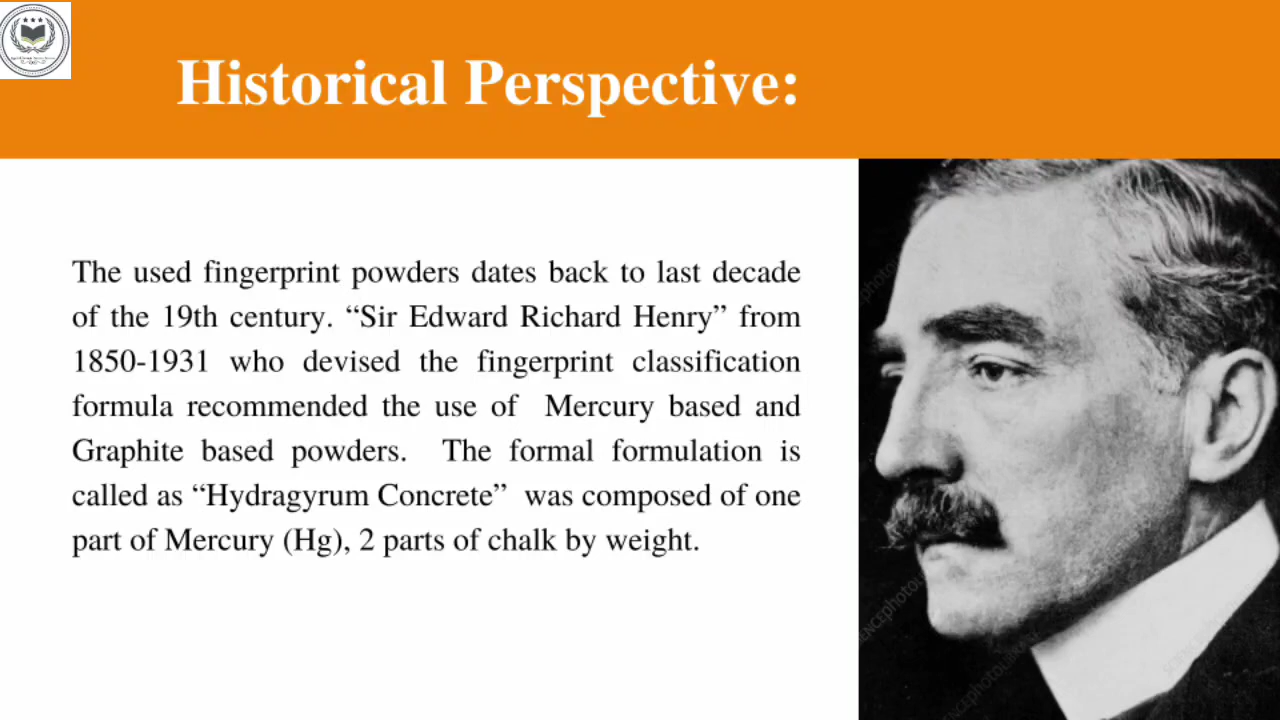 Historical Perspective:
The used fingerprint powders dates back to last decade
of the 19th century. “Sir Edward Richard Henry” from
1850-1931 who devised the fingerprint classification
formula recommended the use of Mercury based and
Graphite based powders. The formal formulation is
called as “Hydragyrum Concrete” was composed of one
part of Mercury (Hg), 2 parts of chalk by weight.